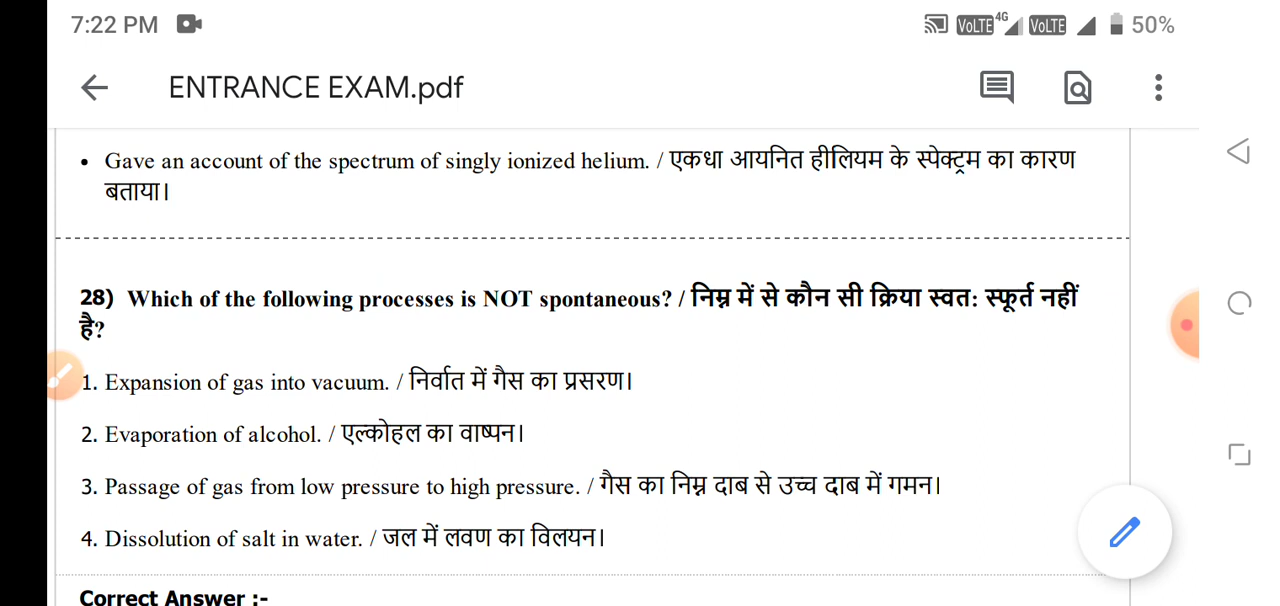 7:22 PM VoLTE 4G VoLTE 50%
ENTRANCE EXAM.pdf
• Gave an account of the spectrum of singly ionized helium. / एकधा आयनित हीलियम के स्पेक्ट्रम का कारण
बताया।
28) Which of the following processes is NOT spontaneous? / निम्न में से कौन सी क्रिया स्वत: स्फूर्त नहीं
है?
1. Expansion of gas into vacuum. / निर्वात में गैस का प्रसरण।
2. Evaporation of alcohol. / एल्कोहल का वाष्पन।
3. Passage of gas from low pressure to high pressure. / गैस का निम्न दाब से उच्च दाब में गमन।
4. Dissolution of salt in water. / जल में लवण का विलयन।
Correct Answer :-